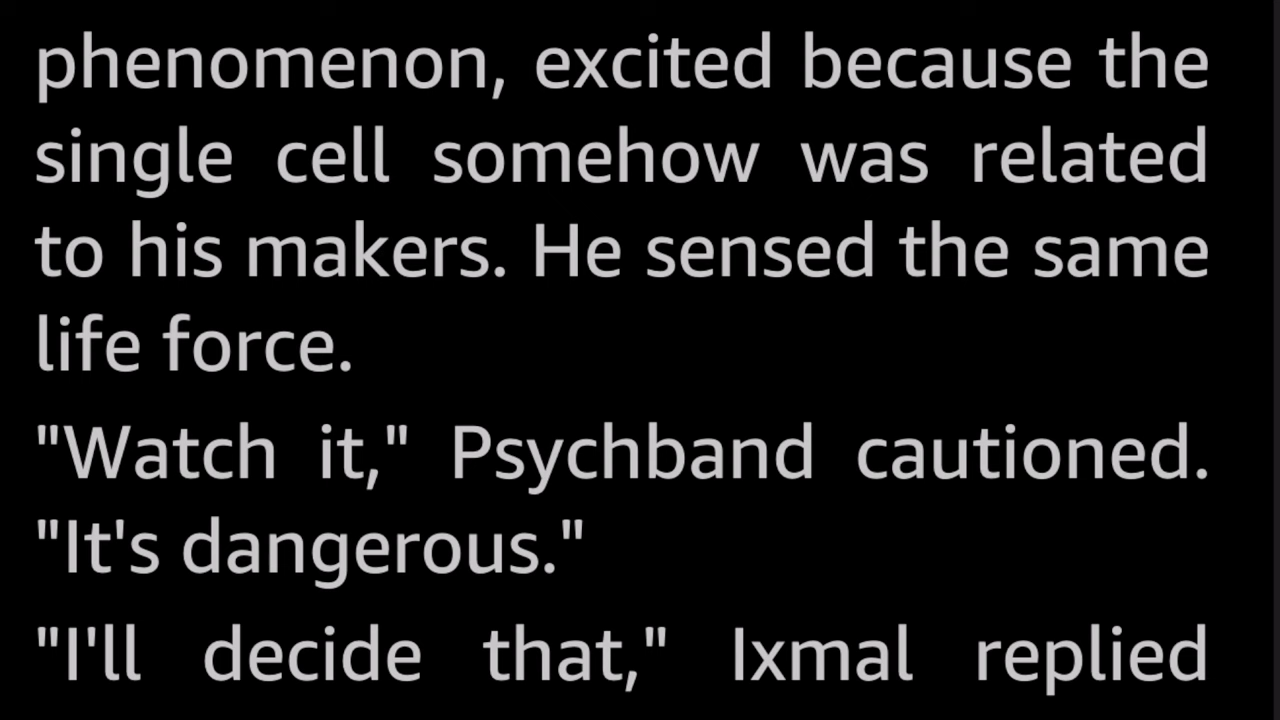 phenomenon, excited because the
single cell somehow was related
to his makers. He sensed the same
life force.
"Watch it," Psychband cautioned.
"It's dangerous."
"I'll decide that," Ixmal replied